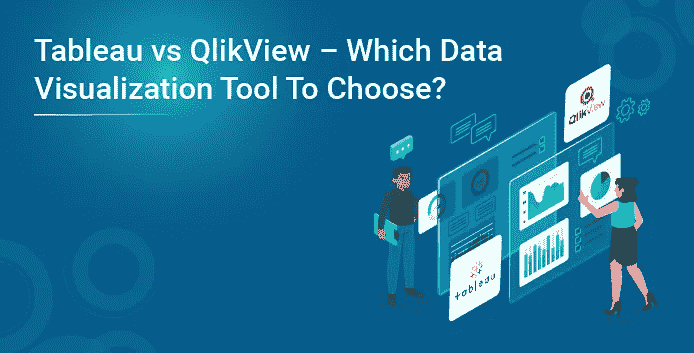 Tableau vs QlikView – Which Data
Visualization Tool To Choose?
QlikView
tableau